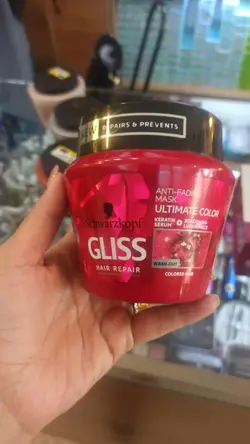 REPAIRS & PREVENTS
Schwarzkopf
GLISS
HAIR REPAIR
ANTI-FADING
MASK
ULTIMATE COLOR
KERATIN
SERUM
+
COLORED HAIR